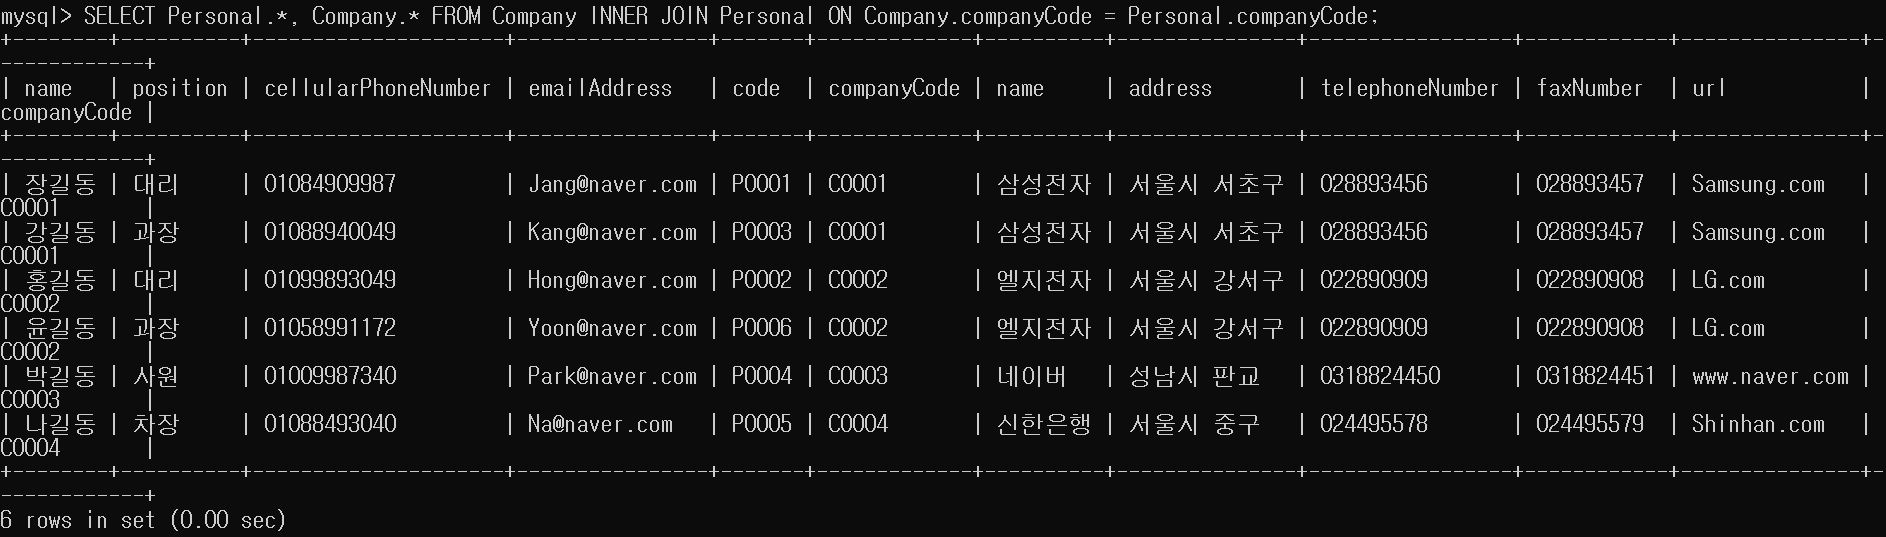 mysql> SELECT Personal.*, Company.* FROM Company INNER JOIN Personal ON Company.companyCode = Personal.companyCode;
+--------+----------+---------------------+----------------+-------+-------------+----------+---------------+-----------------+------------+---------------+-
------------+
| name   | position | cellularPhoneNumber | emailAddress   | code  | companyCode | name     | address       | telephoneNumber | faxNumber  | url           |
companyCode |
+--------+----------+---------------------+----------------+-------+-------------+----------+---------------+-----------------+------------+---------------+-
------------+
| 장길동 | 대리     | 01084909987         | Jang@naver.com | P0001 | C0001       | 삼성전자 | 서울시 서초구 | 028893456       | 028893457  | Samsung.com   |
C0001       |
| 강길동 | 과장     | 01088940049         | Kang@naver.com | P0003 | C0001       | 삼성전자 | 서울시 서초구 | 028893456       | 028893457  | Samsung.com   |
C0001       |
| 홍길동 | 대리     | 01099893049         | Hong@naver.com | P0002 | C0002       | 엘지전자 | 서울시 강서구 | 022890909       | 022890908  | LG.com        |
C0002       |
| 윤길동 | 과장     | 01058991172         | Yoon@naver.com | P0006 | C0002       | 엘지전자 | 서울시 강서구 | 022890909       | 022890908  | LG.com        |
C0002       |
| 박길동 | 사원     | 01009987340         | Park@naver.com | P0004 | C0003       | 네이버   | 성남시 판교   | 0318824450      | 0318824451 | www.naver.com |
C0003       |
| 나길동 | 차장     | 01088493040         | Na@naver.com   | P0005 | C0004       | 신한은행 | 서울시 중구   | 024495578       | 024495579  | Shinhan.com   |
C0004       |
+--------+----------+---------------------+----------------+-------+-------------+----------+---------------+-----------------+------------+---------------+-
------------+
6 rows in set (0.00 sec)